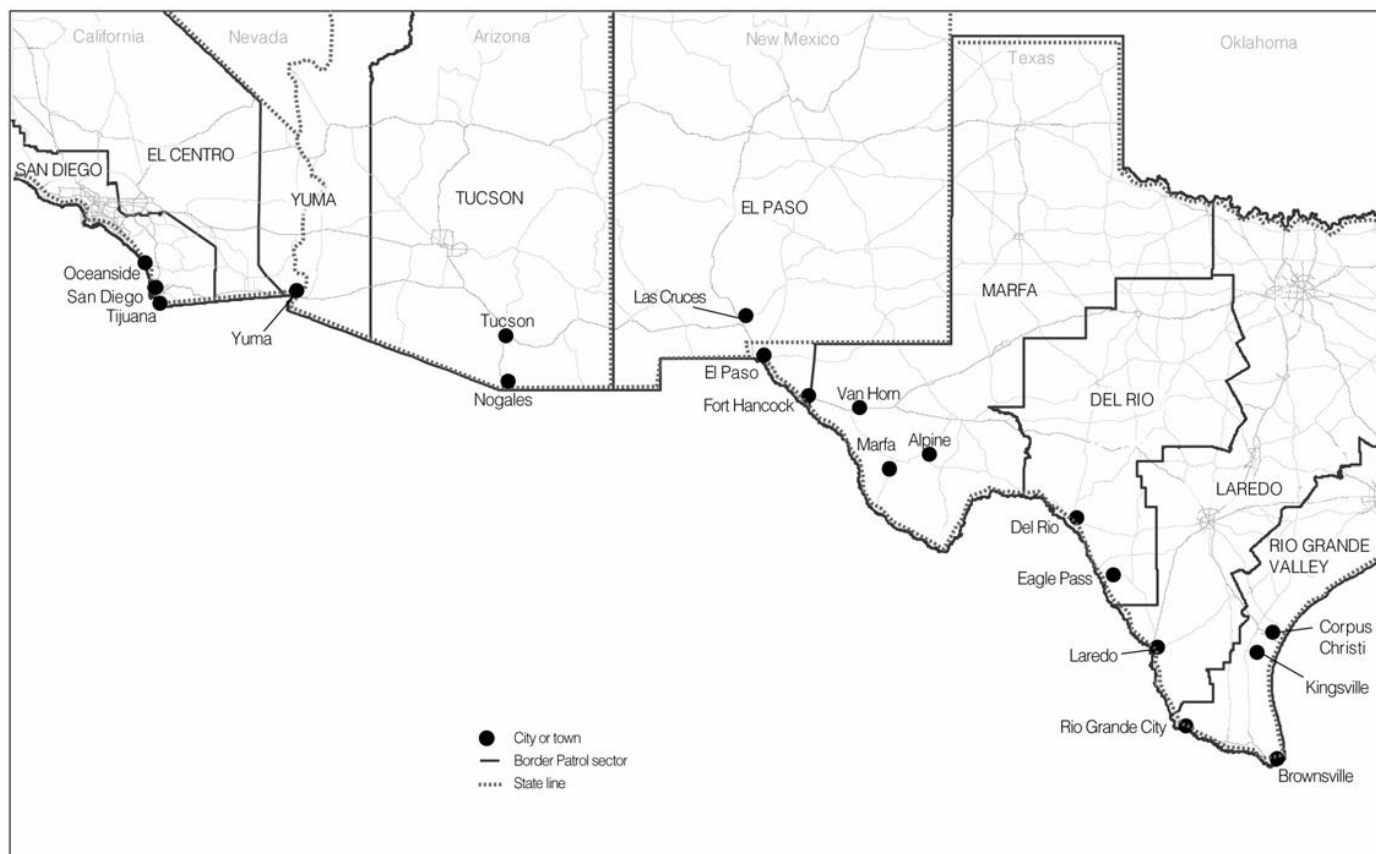 California
Nevada
Arizona
New Mexico
Texas
Oklahoma
SAN DIEGO
EL CENTRO
YUMA
TUCSON
EL PASO
MARFA
DEL RIO
LAREDO
RIO GRANDE
VALLEY
Oceanside
San Diego
Tijuana
Yuma
Tucson
Nogales
Las Cruces
El Paso
Fort Hancock
Van Horn
Marfa
Alpine
Del Rio
Eagle Pass
Laredo
Rio Grande City
Corpus
Christi
Kingsville
Brownsville
City or town
Border Patrol sector
State line